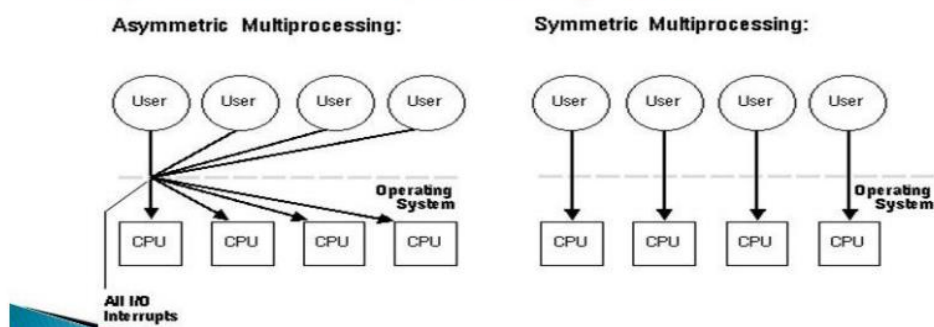 Asymmetric Multiprocessing:
Symmetric Multiprocessing:
User User User User
User User User User
Operating
System
Operating
System
CPU CPU CPU CPU
CPU CPU CPU CPU
All I/O
Interrupts